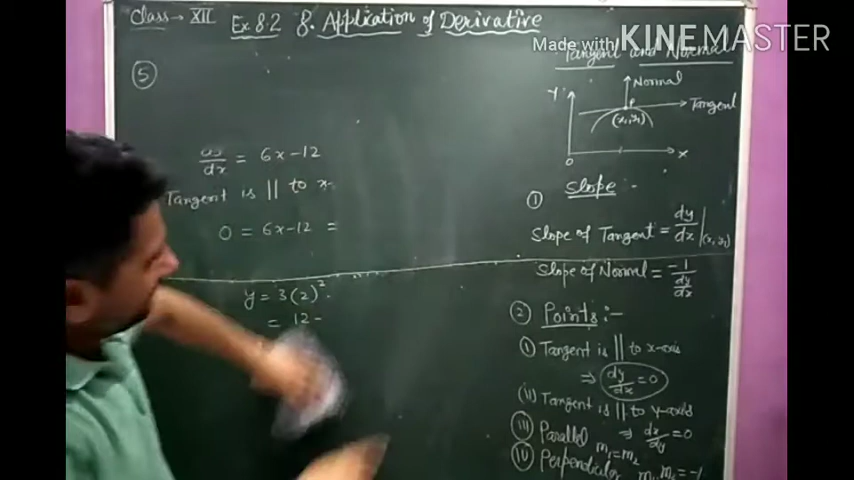 Class → XII
Ex. 8.2 8. Application of Derivative
Made with KINEMASTER
Tangent and Normal
⑤
Y
Normal
P
Tangent
(x₁, y₁)
O
X
dx = 6x-12
Tangent is || to x-
0 = 6x-12 =
y = 3(2)².
= 12-
① Slope :-
Slope of Tangent = dy/dx |(x₁, y₁)
Slope of Normal = -1/(dy/dx)
② Points :-
(i) Tangent is || to x-axis
⇒ dy/dx = 0
(ii) Tangent is || to y-axis
⇒ dx/dy = 0
(iii) Parallel m₁=m₂
(iv) Perpendicular m₁m₂=-1